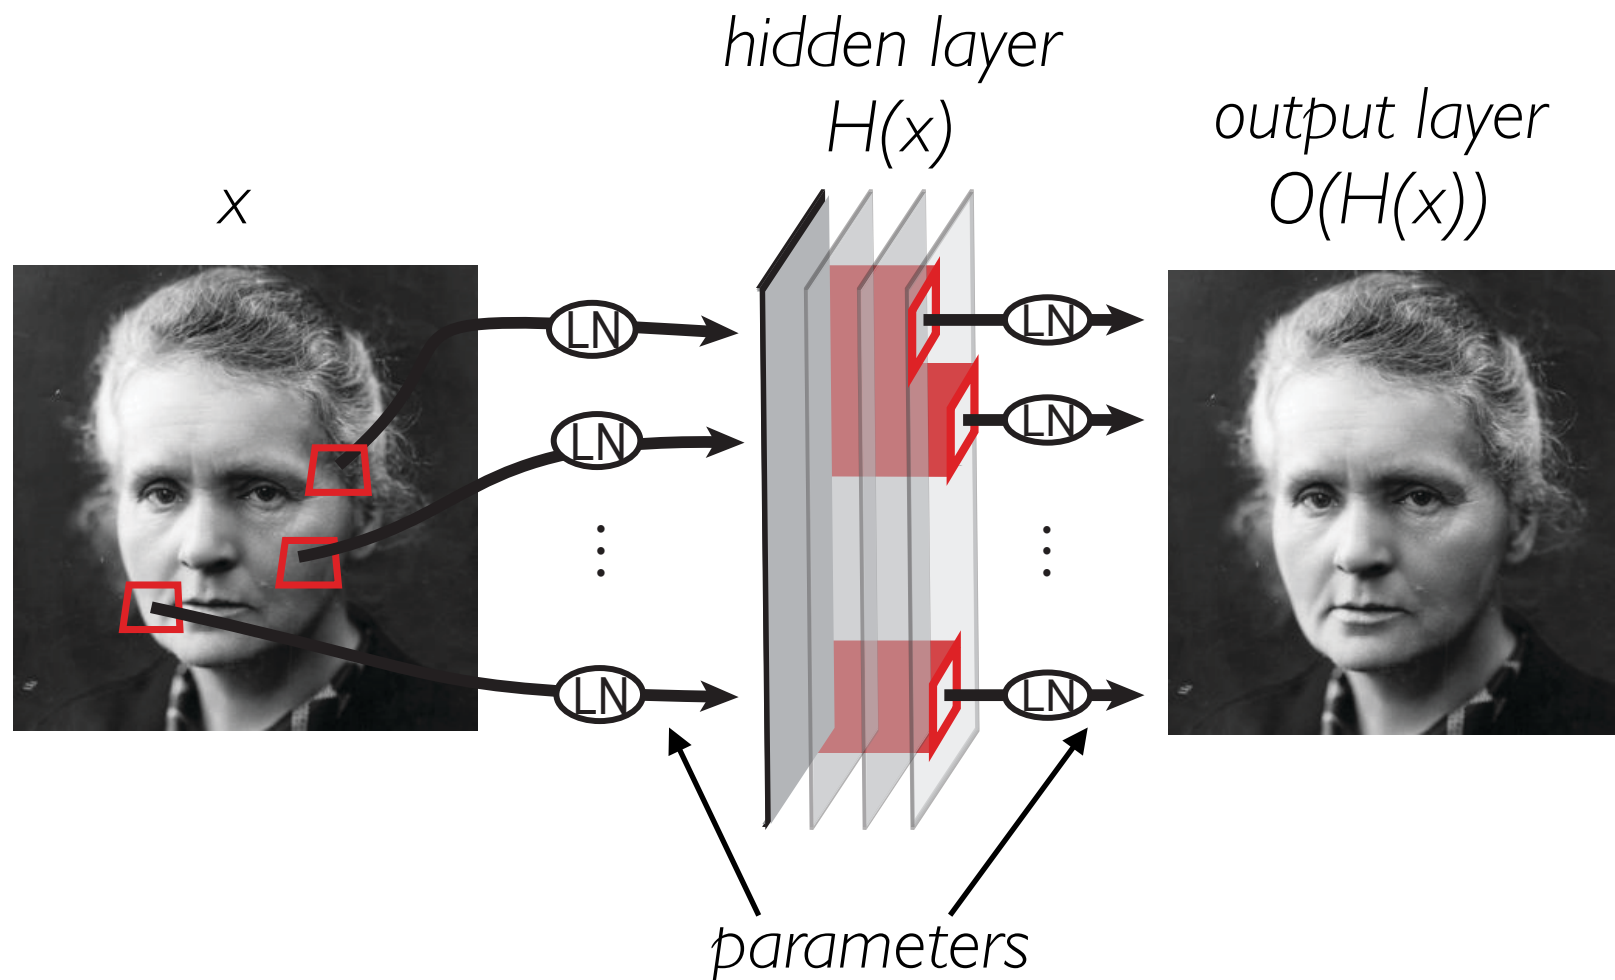 hidden layer
H(x)
output layer
O(H(x))
x
LN
LN
LN
LN
LN
LN
parameters